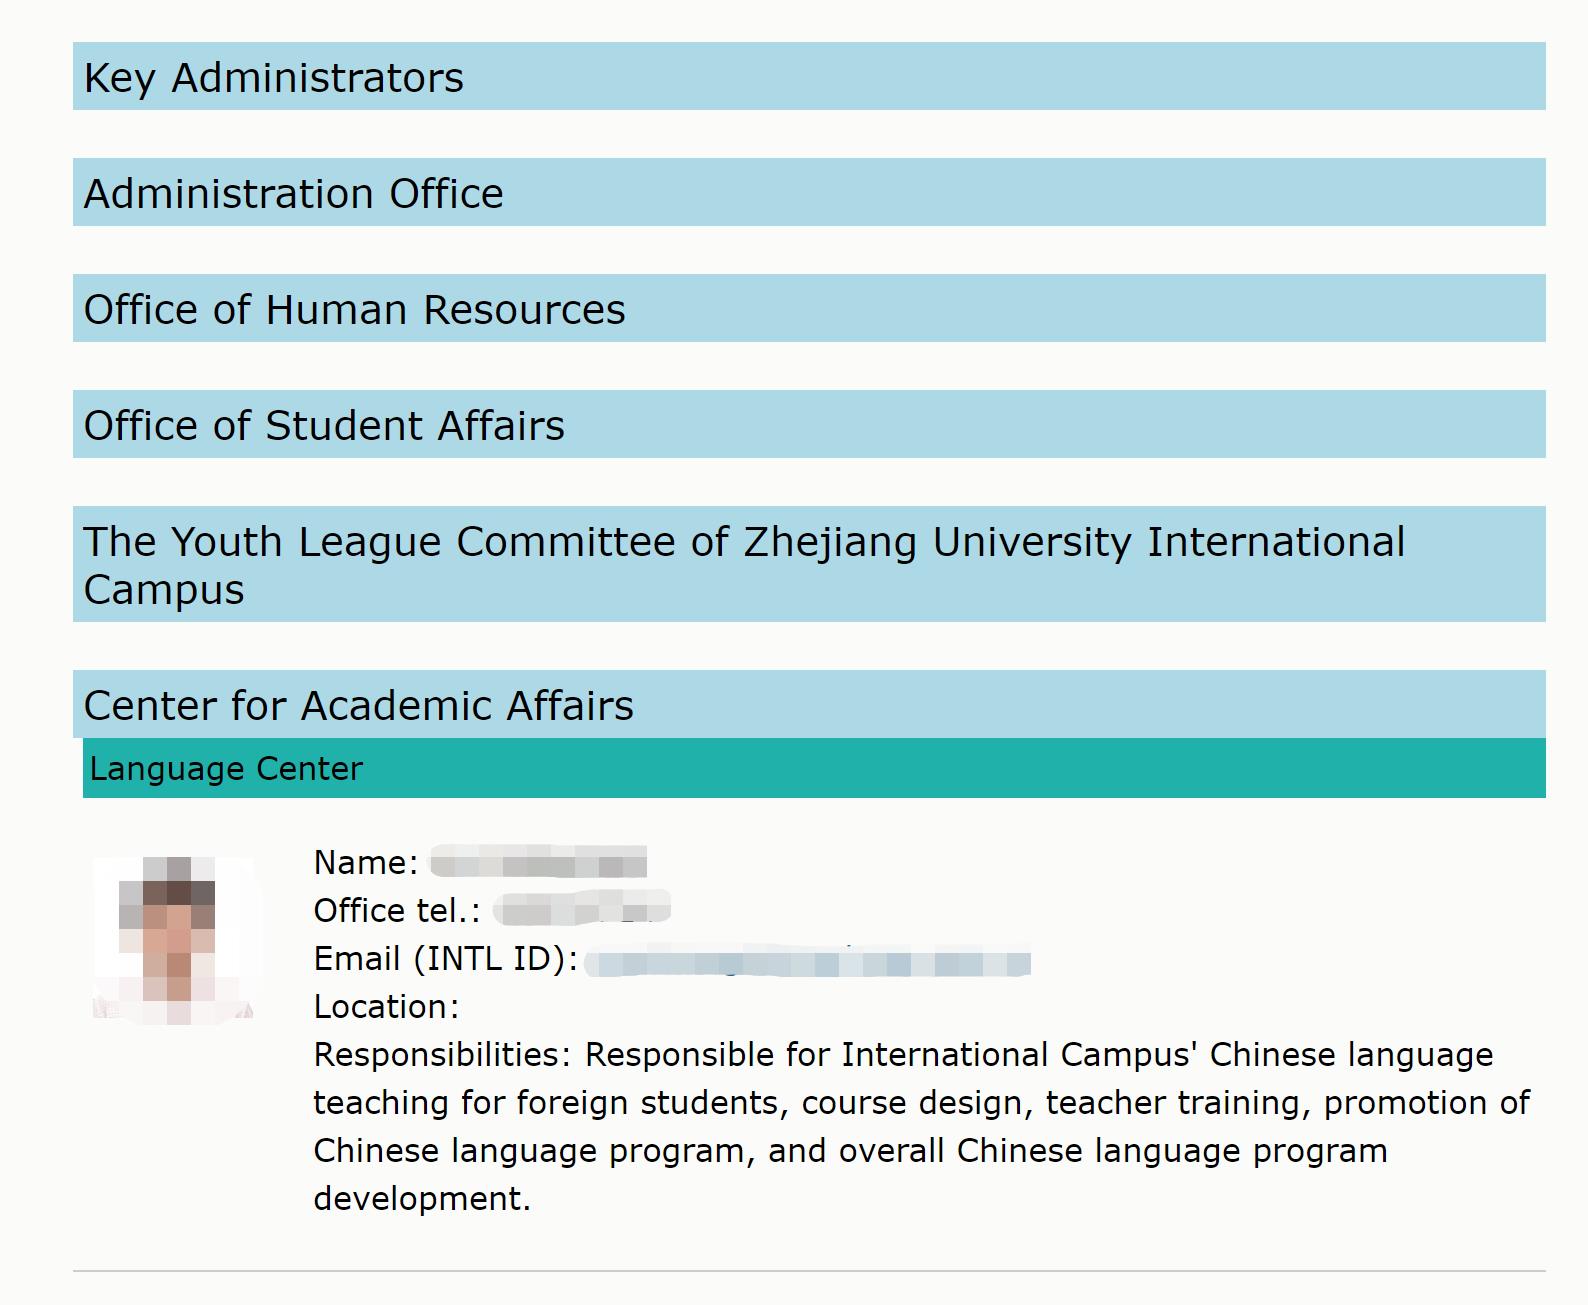 Key Administrators
Administration Office
Office of Human Resources
Office of Student Affairs
The Youth League Committee of Zhejiang University International
Campus
Center for Academic Affairs
Language Center
Name:
Office tel.:
Email (INTL ID):
Location:
Responsibilities: Responsible for International Campus' Chinese language
teaching for foreign students, course design, teacher training, promotion of
Chinese language program, and overall Chinese language program
development.